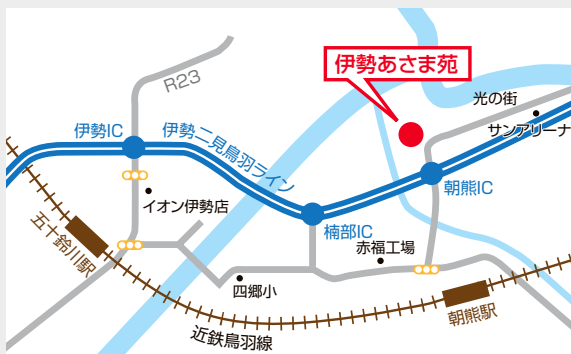 伊勢あさま苑
R23
光の街
サンアリーナ
伊勢IC
伊勢二見鳥羽ライン
朝熊IC
イオン伊勢店
楠部IC
五十鈴川駅
赤福工場
四郷小
朝熊駅
近鉄鳥羽線